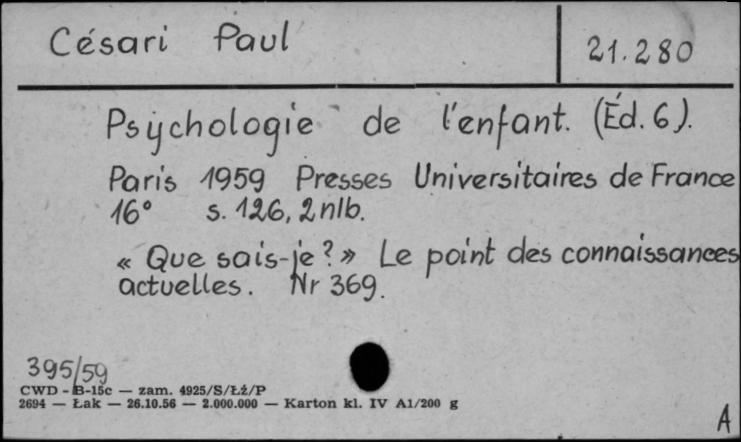 Césari Paul
21.280
Psychologie de l'enfant. (Éd. 6).
Paris 1959 Presses Universitaires de France
16° s. 126, 2 nlb.
« Que sais-je ? » Le point des connaissances
actuelles. Nr 369.
395/59
CWD - B-15c — zam. 4925/S/Łź/P
2694 — Łak — 26.10.56 — 2.000.000 — Karton kl. IV A1/200 g
A